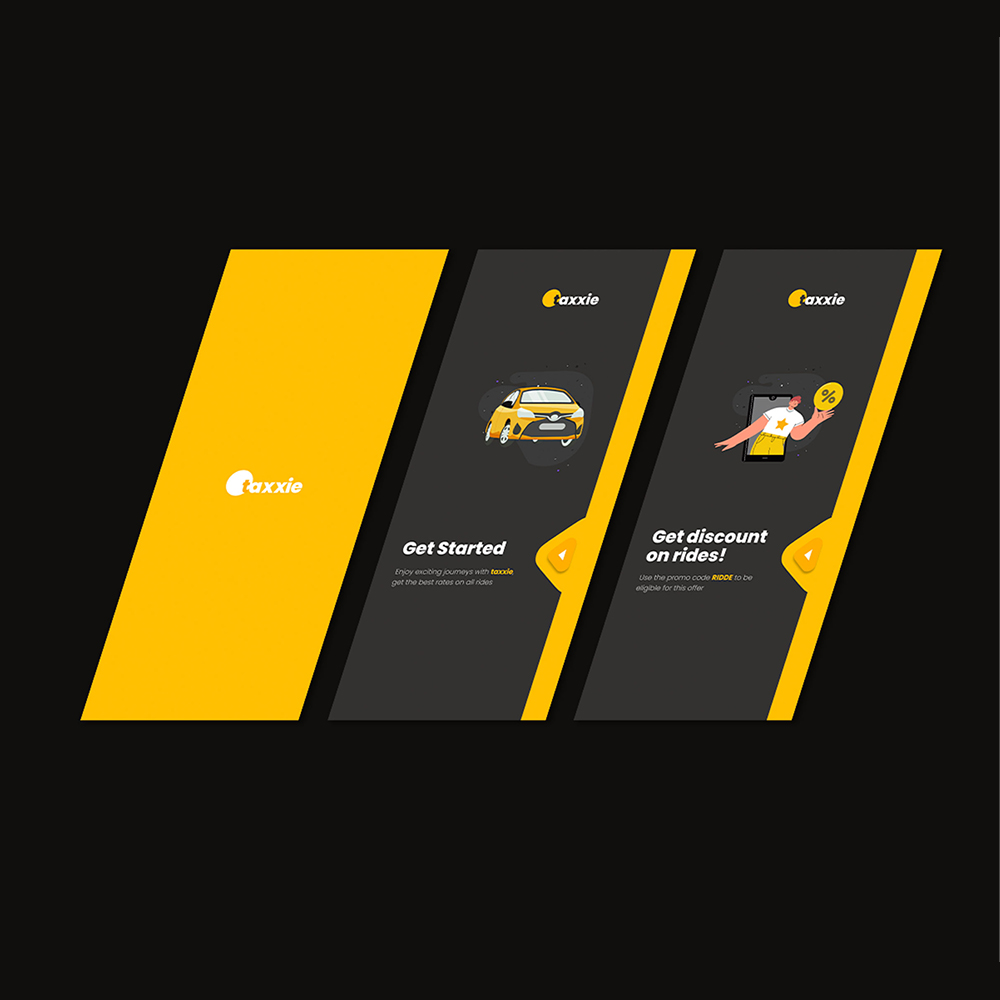 taxxie
taxxie
Get Started
Enjoy exciting journeys with taxxie,
get the best rates on all rides
taxxie
%
Get discount
on rides!
Use the promo code RIDDE to be
eligible for this offer